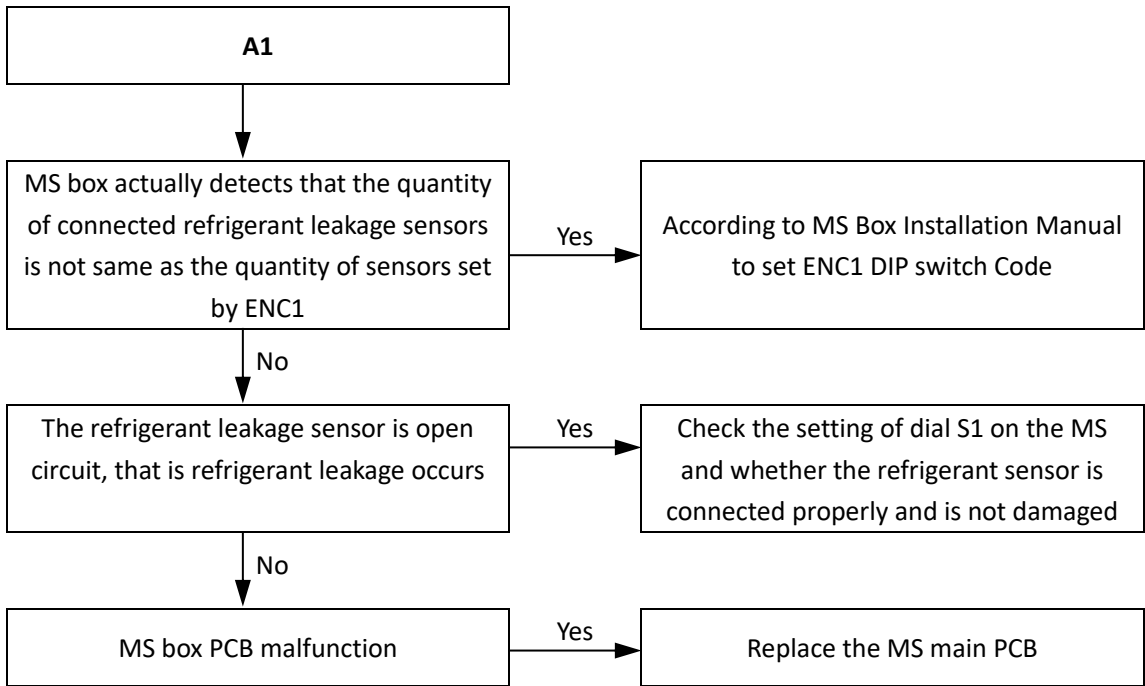 A1
MS box actually detects that the quantity
of connected refrigerant leakage sensors
is not same as the quantity of sensors set
by ENC1
Yes
According to MS Box Installation Manual
to set ENC1 DIP switch Code
No
The refrigerant leakage sensor is open
circuit, that is refrigerant leakage occurs
Yes
Check the setting of dial S1 on the MS
and whether the refrigerant sensor is
connected properly and is not damaged
No
MS box PCB malfunction
Yes
Replace the MS main PCB